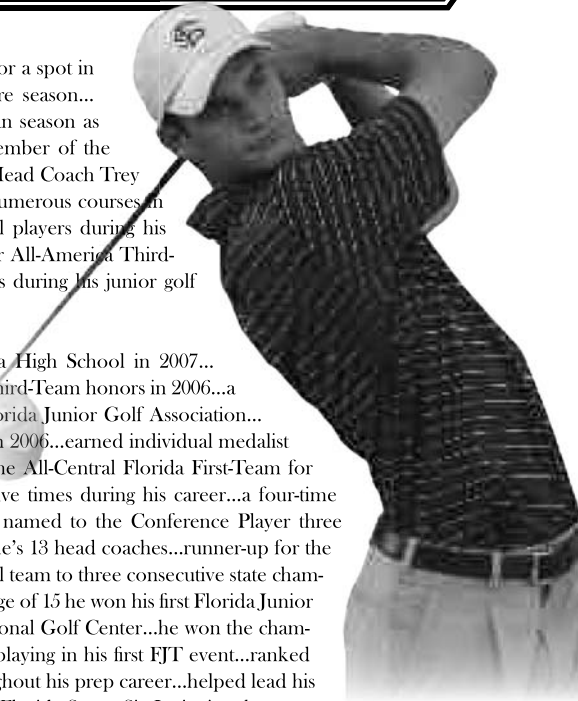 or a spot in
re season...
an season as
ember of the
Head Coach Trey
umerous courses in
l players during his
r All-America Third-
s during his junior golf
a High School in 2007...
hird-Team honors in 2006...a
orida Junior Golf Association...
n 2006...earned individual medalist
he All-Central Florida First-Team for
ive times during his career...a four-time
named to the Conference Player three
e’s 13 head coaches...runner-up for the
l team to three consecutive state cham-
ge of 15 he won his first Florida Junior
onal Golf Center...he won the cham-
playing in his first FJT event...ranked
ghout his prep career...helped lead his